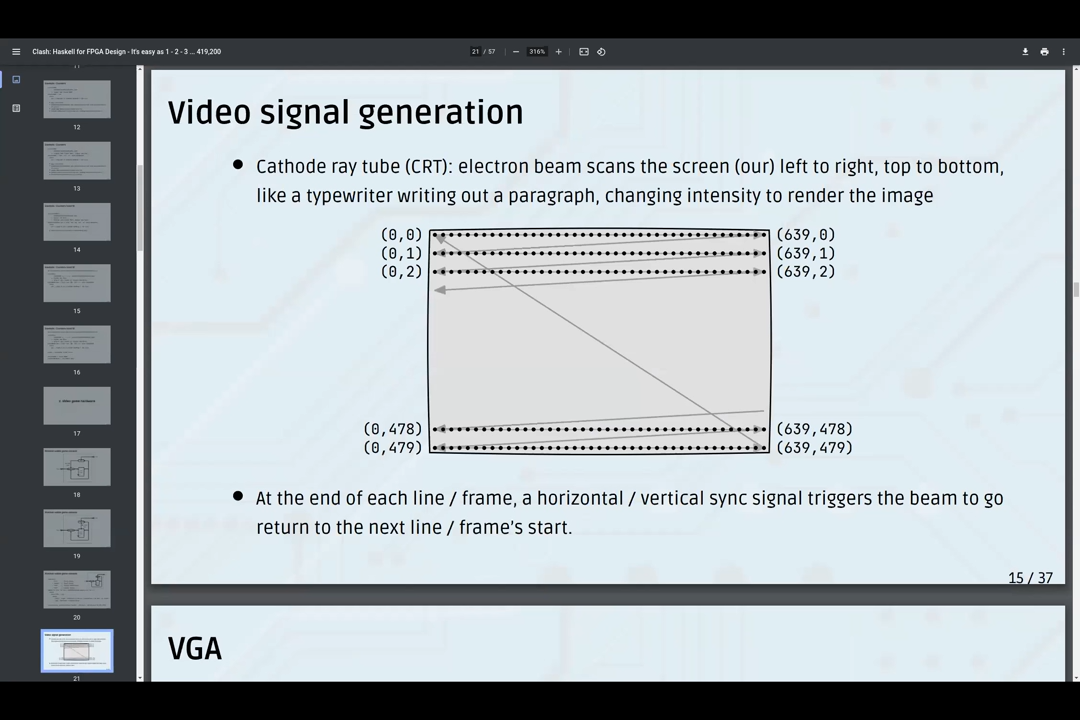 Clash: Haskell for FPGA Design - It's easy as 1 - 2 - 3 ... 419,200
21 / 57
316%
11
12
13
14
15
16
17
18
19
20
21
Video signal generation
Cathode ray tube (CRT): electron beam scans the screen (our) left to right, top to bottom,
like a typewriter writing out a paragraph, changing intensity to render the image
(0,0) (639,0)
(0,1) (639,1)
(0,2) (639,2)
(0,478) (639,478)
(0,479) (639,479)
At the end of each line / frame, a horizontal / vertical sync signal triggers the beam to go
return to the next line / frame's start.
15 / 37
VGA